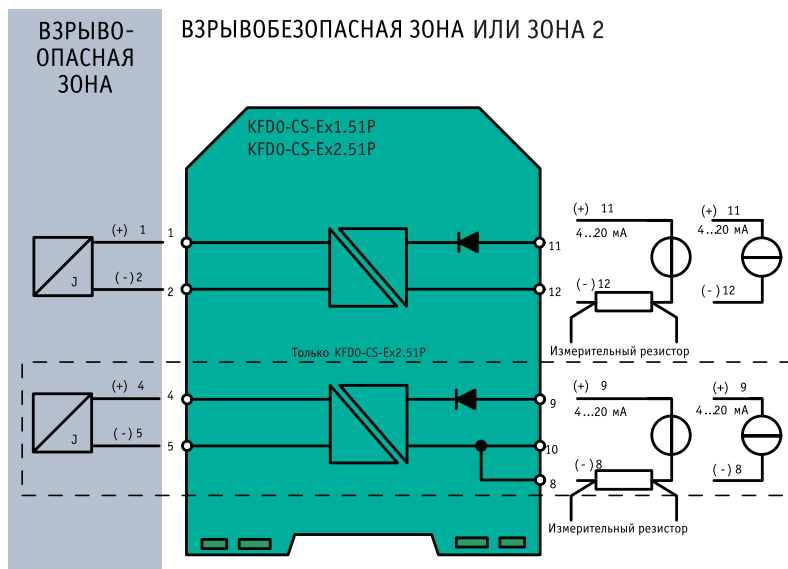 ВЗРЫВО-
ОПАСНАЯ
ЗОНА
ВЗРЫВОБЕЗОПАСНАЯ ЗОНА ИЛИ ЗОНА 2
KFD0-CS-Ex1.51P
KFD0-CS-Ex2.51P
(+) 1
1
J
(-) 2
2
11
12
(+) 11
4...20 мА
(-) 12
Измерительный резистор
(+) 11
4...20 мА
(-) 12
Только KFD0-CS-Ex2.51P
(+) 4
4
J
(-) 5
5
9
10
8
(+) 9
4...20 мА
(-) 8
Измерительный резистор
(+) 9
4...20 мА
(-) 8